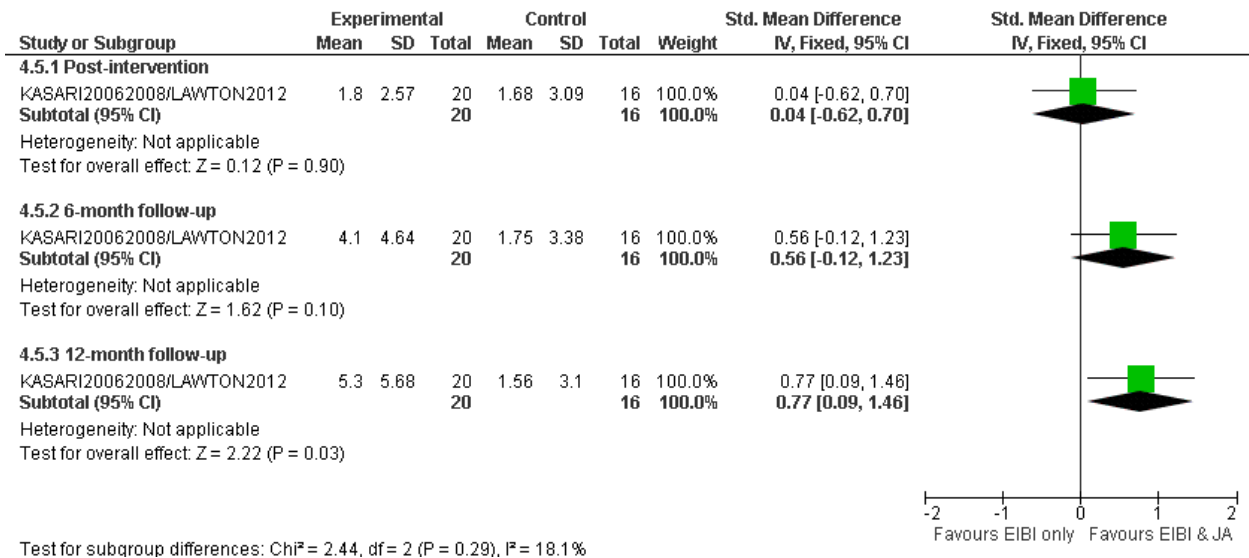 Experimental Control Std. Mean Difference Std. Mean Difference
Study or Subgroup Mean SD Total Mean SD Total Weight IV, Fixed, 95% CI IV, Fixed, 95% CI
4.5.1 Post-intervention
KASARI20062008/LAWTON2012 1.8 2.57 20 1.68 3.09 16 100.0% 0.04 [-0.62, 0.70]
Subtotal (95% CI) 20 16 100.0% 0.04 [-0.62, 0.70]
Heterogeneity: Not applicable
Test for overall effect: Z = 0.12 (P = 0.90)
4.5.2 6-month follow-up
KASARI20062008/LAWTON2012 4.1 4.64 20 1.75 3.38 16 100.0% 0.56 [-0.12, 1.23]
Subtotal (95% CI) 20 16 100.0% 0.56 [-0.12, 1.23]
Heterogeneity: Not applicable
Test for overall effect: Z = 1.62 (P = 0.10)
4.5.3 12-month follow-up
KASARI20062008/LAWTON2012 5.3 5.68 20 1.56 3.1 16 100.0% 0.77 [0.09, 1.46]
Subtotal (95% CI) 20 16 100.0% 0.77 [0.09, 1.46]
Heterogeneity: Not applicable
Test for overall effect: Z = 2.22 (P = 0.03)
-2 -1 0 1 2
Favours EIBI only Favours EIBI & JA
Test for subgroup differences: Chi² = 2.44, df = 2 (P = 0.29), I² = 18.1%